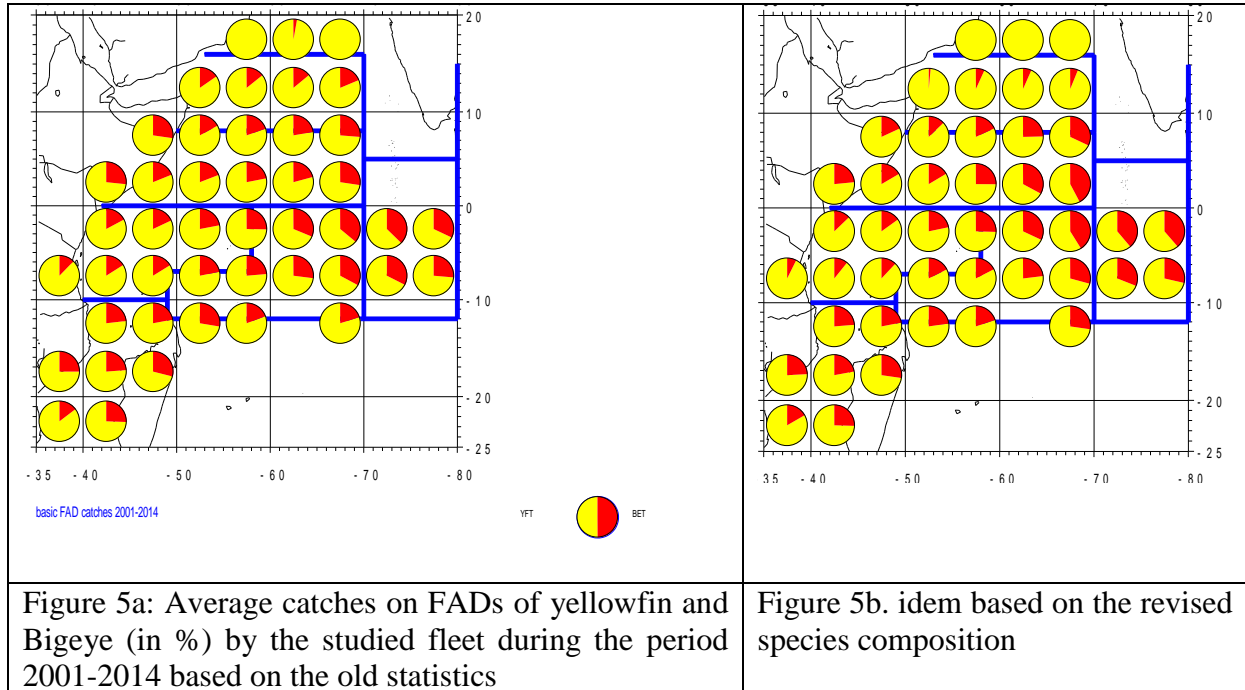 20
10
0
-10
-20
-25
-35 -40 -50 -60 -70 -80
basic FAD catches 2001-2014
YFT BET
Figure 5a: Average catches on FADs of yellowfin and
Bigeye (in %) by the studied fleet during the period
2001-2014 based on the old statistics
20
10
0
-10
-20
-25
35 -40 -50 -60 -70 -80
Figure 5b. idem based on the revised
species composition